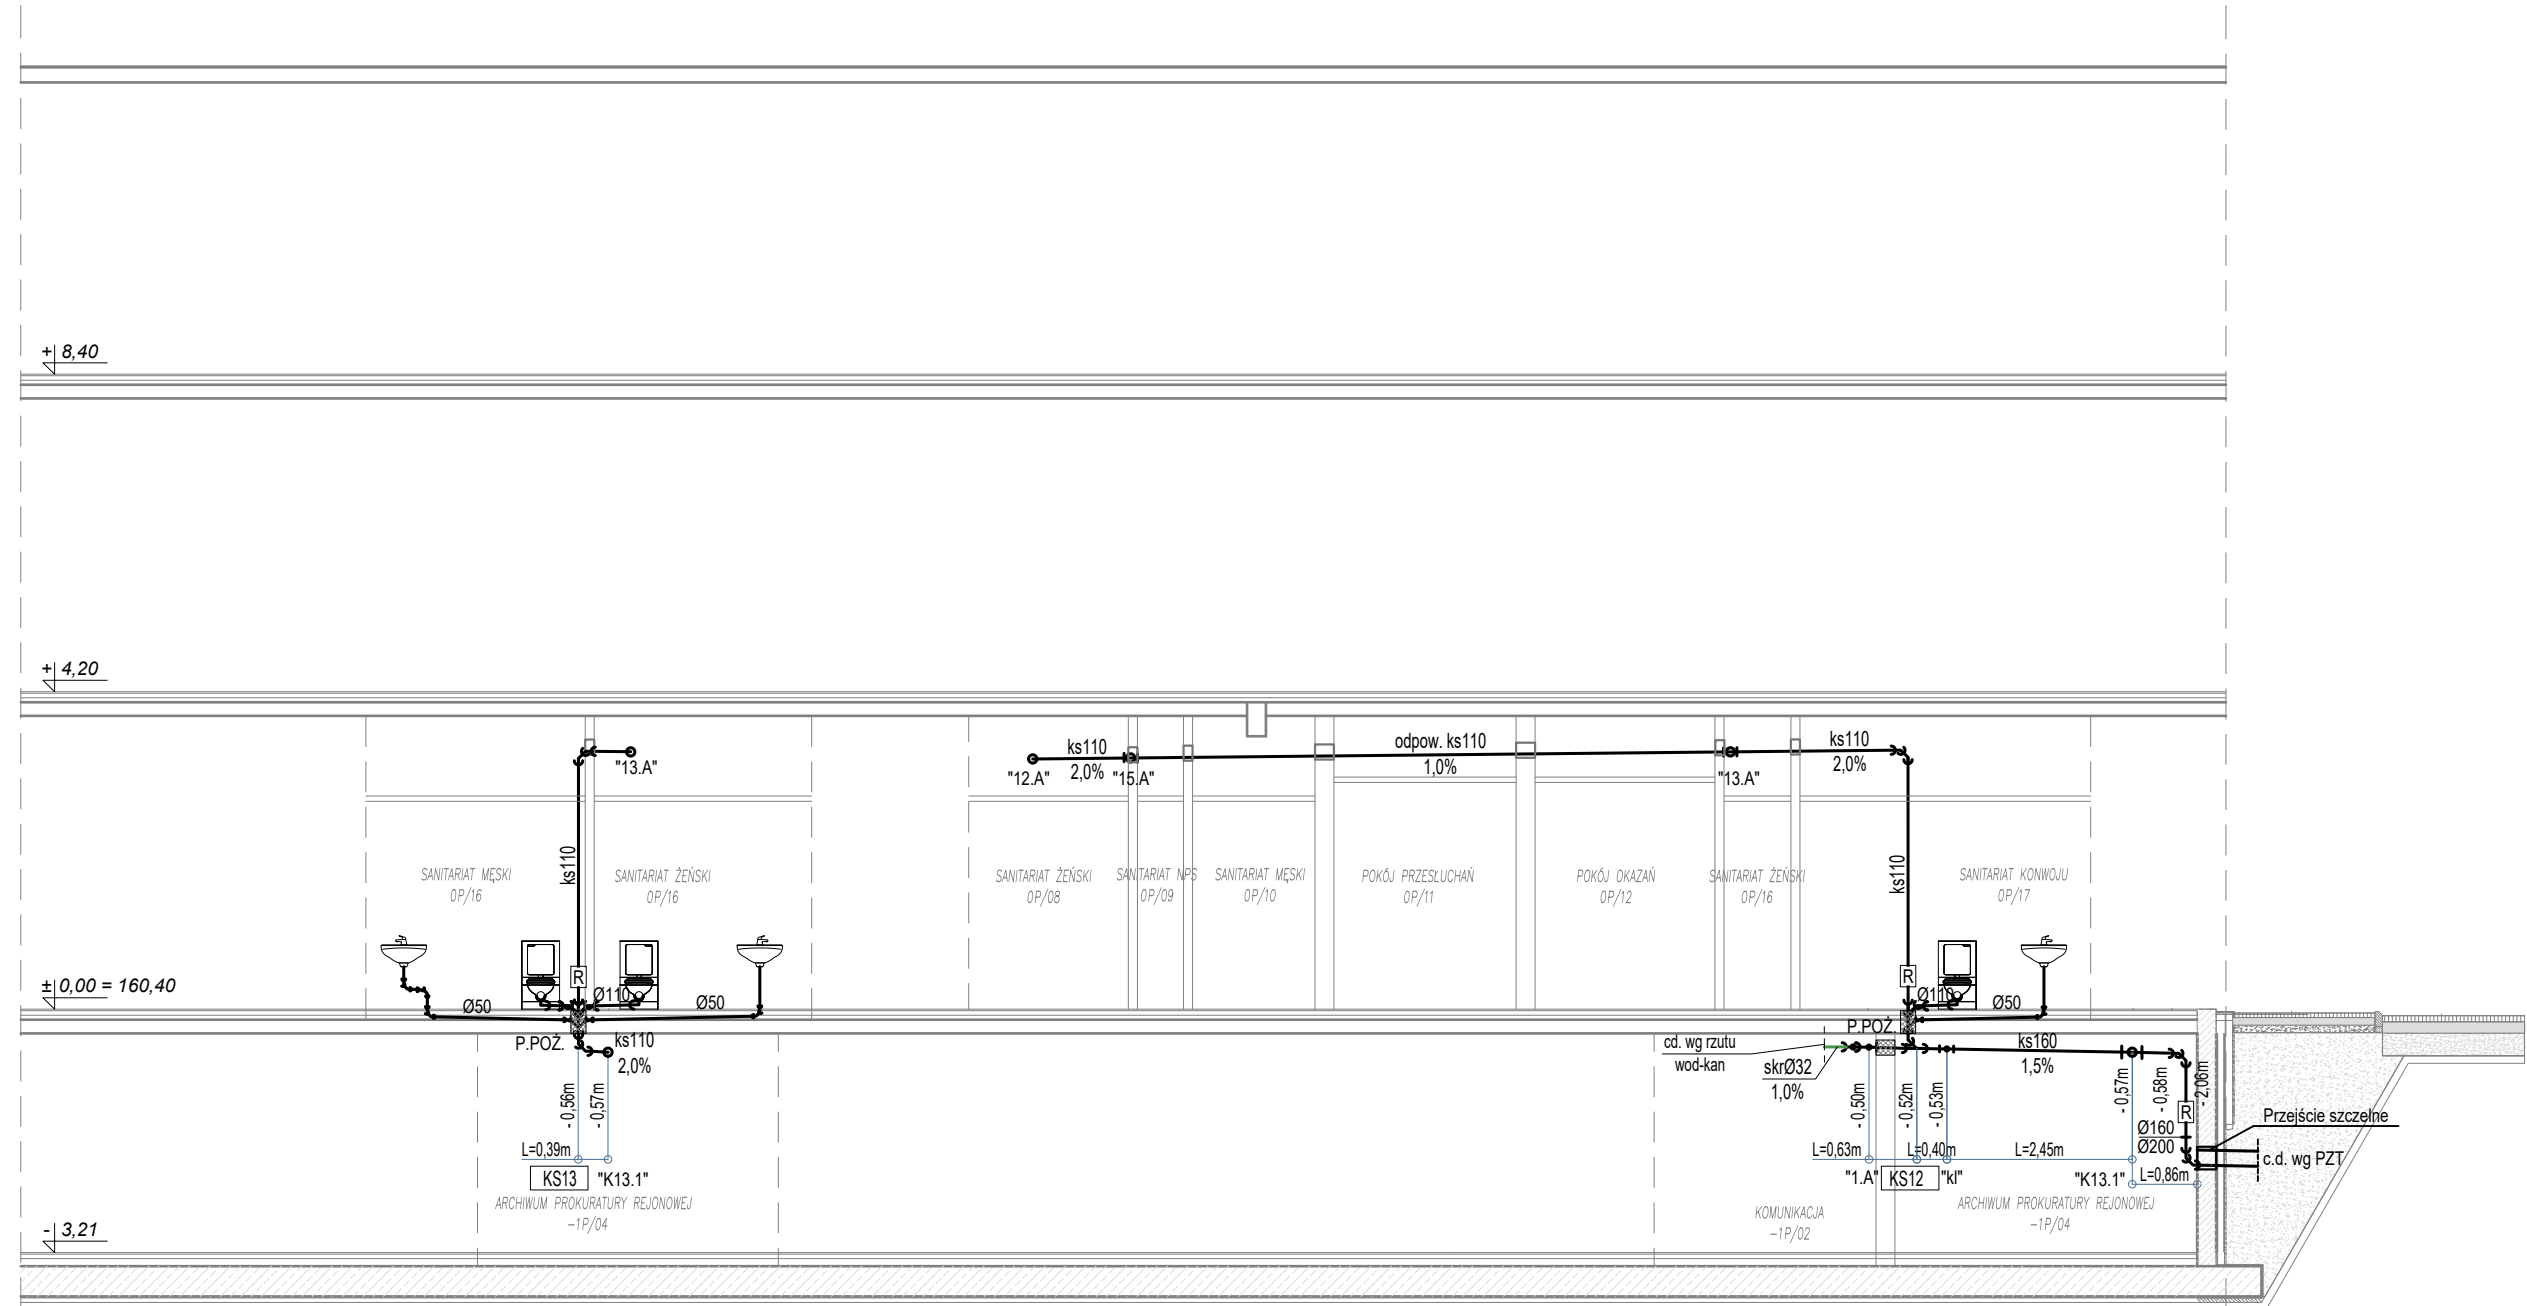 + 8,40
+ 4,20
ks110
"13.A"
ks110
2,0%
"12.A"
"15.A"
odpow. ks110
1,0%
"13.A"
ks110
2,0%
ks110
ks110
SANITARIAT MĘSKI
0P/16
SANITARIAT ŻEŃSKI
0P/16
SANITARIAT ŻEŃSKI
0P/08
SANITARIAT NPS
0P/09
SANITARIAT MĘSKI
0P/10
POKÓJ PRZESŁUCHAŃ
0P/11
POKÓJ OKAZAŃ
0P/12
SANITARIAT ŻEŃSKI
0P/16
SANITARIAT KONWOJU
0P/17
± 0,00 = 160,40
R
R
Ø50
Ø110
Ø50
Ø110
Ø50
P.POŻ.
ks110
2,0%
P.POŻ.
cd. wg rzutu
wod-kan
skrØ32
1,0%
ks160
1,5%
- 0,56m
- 0,57m
- 0,50m
- 0,52m
- 0,53m
- 0,57m
- 0,58m
- 2,06m
R
Przejście szczelne
Ø160
Ø200
c.d. wg PZT
L=0,39m
L=0,63m
L=0,40m
L=2,45m
L=0,86m
KS13
"K13.1"
"1.A"
KS12
"kl"
"K13.1"
ARCHIWUM PROKURATURY REJONOWEJ
-1P/04
KOMUNIKACJA
-1P/02
ARCHIWUM PROKURATURY REJONOWEJ
-1P/04
- 3,21